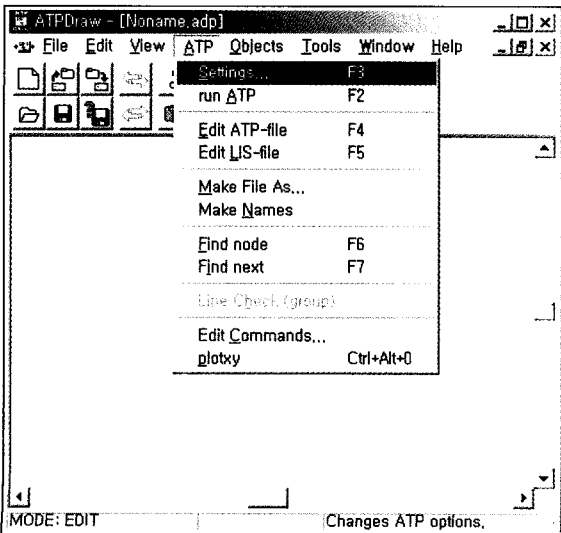 ATPDraw - [Noname.adp]
File Edit View ATP Objects Tools Window Help
Settings... F3
run ATP F2
Edit ATP-file F4
Edit LIS-file F5
Make File As...
Make Names
Find node F6
Find next F7
Line Check (group)
Edit Commands...
plotxy Ctrl+Alt+0
MODE: EDIT Changes ATP options,